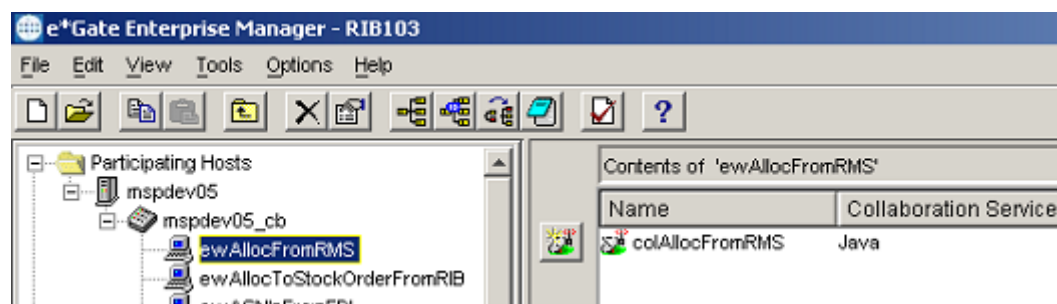 e*Gate Enterprise Manager - RIB103
File Edit View Tools Options Help
?
Participating Hosts
mspdev05
mspdev05_cb
ewAllocFromRMS
ewAllocToStockOrderFromRIB
Contents of 'ewAllocFromRMS'
Name Collaboration Service
colAllocFromRMS Java